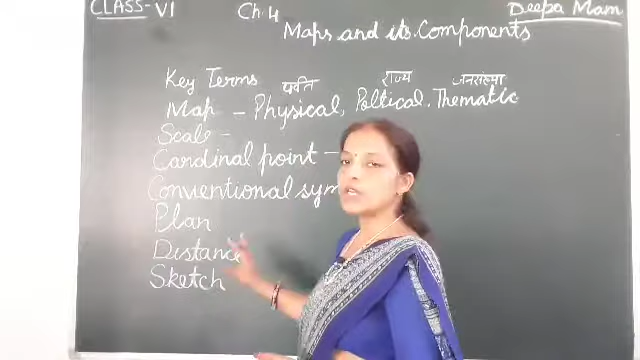 CLASS-VI Ch.4 Deepa Mam
Maps and its Components
Key Terms पर्वत राज्य जनसंख्या
Map - Physical, Poltical. Thematic
Scale -
Cardinal point -
Conventional sym
Plan
Distance
Sketch